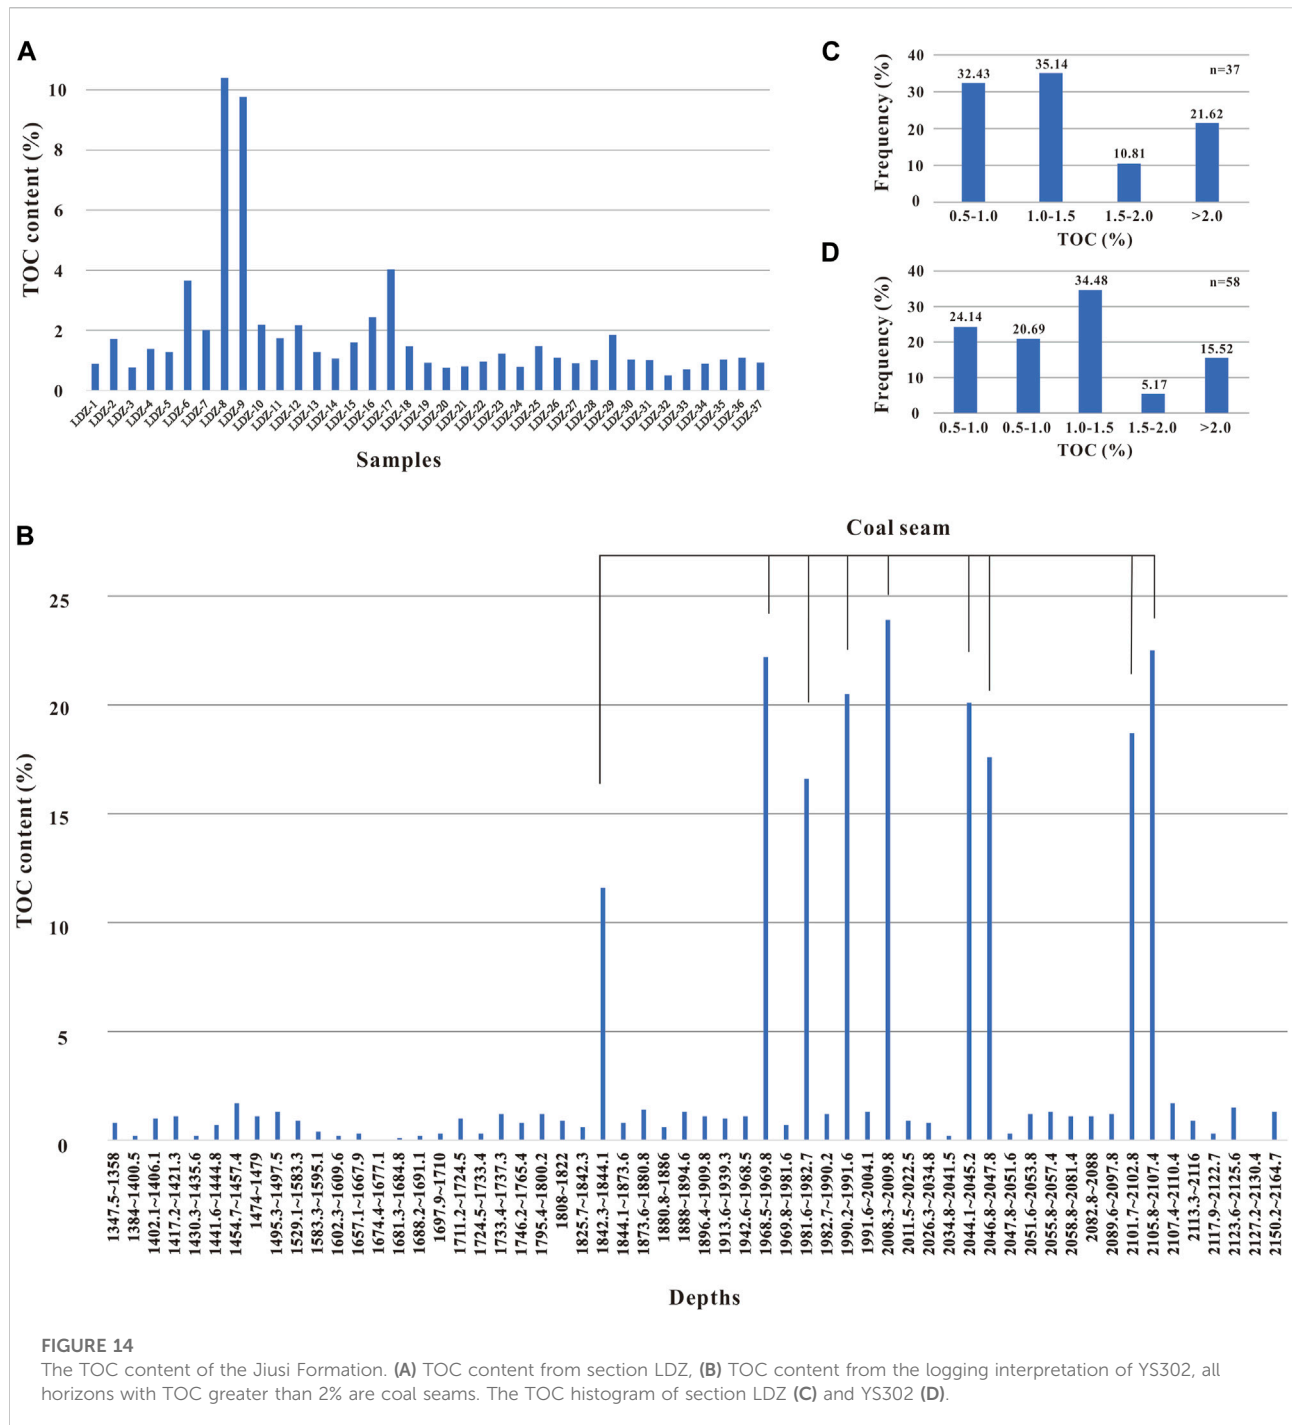 A
TOC content (%)
10
8
6
4
2
0
LDZ-1
LDZ-2
LDZ-3
LDZ-4
LDZ-5
LDZ-6
LDZ-7
LDZ-8
LDZ-9
LDZ-10
LDZ-11
LDZ-12
LDZ-13
LDZ-14
LDZ-15
LDZ-16
LDZ-17
LDZ-18
LDZ-19
LDZ-20
LDZ-21
LDZ-22
LDZ-23
LDZ-24
LDZ-25
LDZ-26
LDZ-27
LDZ-28
LDZ-29
LDZ-30
LDZ-31
LDZ-32
LDZ-33
LDZ-34
LDZ-35
LDZ-36
LDZ-37
Samples
C
Frequency (%)
40
30
20
10
0
32.43
35.14
10.81
21.62
n=37
0.5-1.0 1.0-1.5 1.5-2.0 >2.0
TOC (%)
D
Frequency (%)
40
30
20
10
0
24.14
20.69
34.48
5.17
15.52
n=58
0.5-1.0 0.5-1.0 1.0-1.5 1.5-2.0 >2.0
TOC (%)
B
Coal seam
TOC content (%)
25
20
15
10
5
0
1347.5~1358
1384~1400.5
1402.1~1406.1
1417.2~1421.3
1430.3~1435.6
1441.6~1444.8
1454.7~1457.4
1474~1479
1495.3~1497.5
1529.1~1583.3
1583.3~1595.1
1602.3~1609.6
1657.1~1667.9
1674.4~1677.1
1681.3~1684.8
1688.2~1691.1
1697.9~1710
1711.2~1724.5
1724.5~1733.4
1733.4~1737.3
1746.2~1765.4
1795.4~1800.2
1808~1822
1825.7~1842.3
1842.3~1844.1
1844.1~1873.6
1873.6~1880.8
1880.8~1886
1888~1894.6
1896.4~1909.8
1913.6~1939.3
1942.6~1968.5
1968.5~1969.8
1969.8~1981.6
1981.6~1982.7
1982.7~1990.2
1990.2~1991.6
1991.6~2004.1
2008.3~2009.8
2011.5~2022.5
2026.3~2034.8
2034.8~2041.5
2044.1~2045.2
2046.8~2047.8
2047.8~2051.6
2051.6~2053.8
2055.8~2057.4
2058.8~2081.4
2082.8~2088
2089.6~2097.8
2101.7~2102.8
2105.8~2107.4
2107.4~2110.4
2113.3~2116
2117.9~2122.7
2123.6~2125.6
2127.2~2130.4
2150.2~2164.7
Depths
FIGURE 14
The TOC content of the Jiusi Formation. (A) TOC content from section LDZ, (B) TOC content from the logging interpretation of YS302, all
horizons with TOC greater than 2% are coal seams. The TOC histogram of section LDZ (C) and YS302 (D).